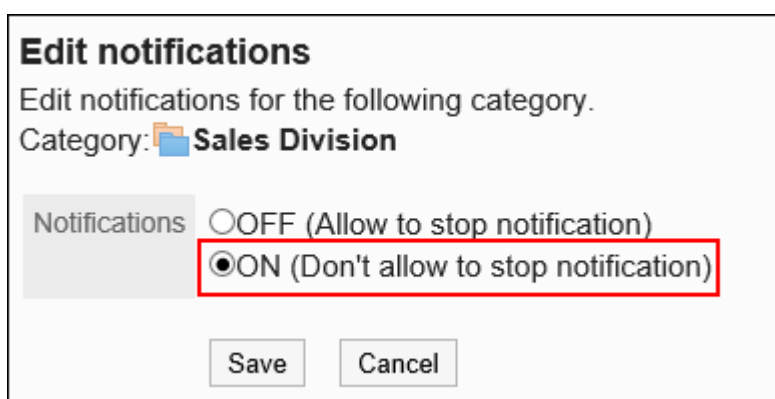 Edit notifications
Edit notifications for the following category.
Category: Sales Division
Notifications OFF (Allow to stop notification)
ON (Don't allow to stop notification)
Save Cancel